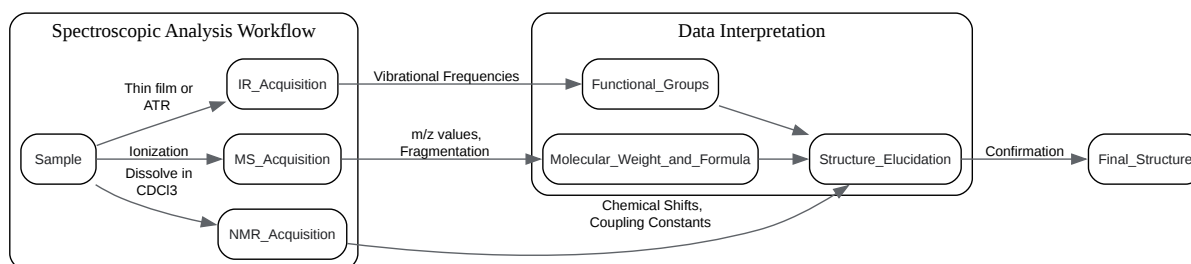 Spectroscopic Analysis Workflow
Data Interpretation
Thin film or
ATR
IR_Acquisition
Vibrational Frequencies
Functional_Groups
Sample
Ionization
MS_Acquisition
m/z values,
Fragmentation
Molecular_Weight_and_Formula
Structure_Elucidation
Confirmation
Final_Structure
Dissolve in
CDCl3
NMR_Acquisition
Chemical Shifts,
Coupling Constants